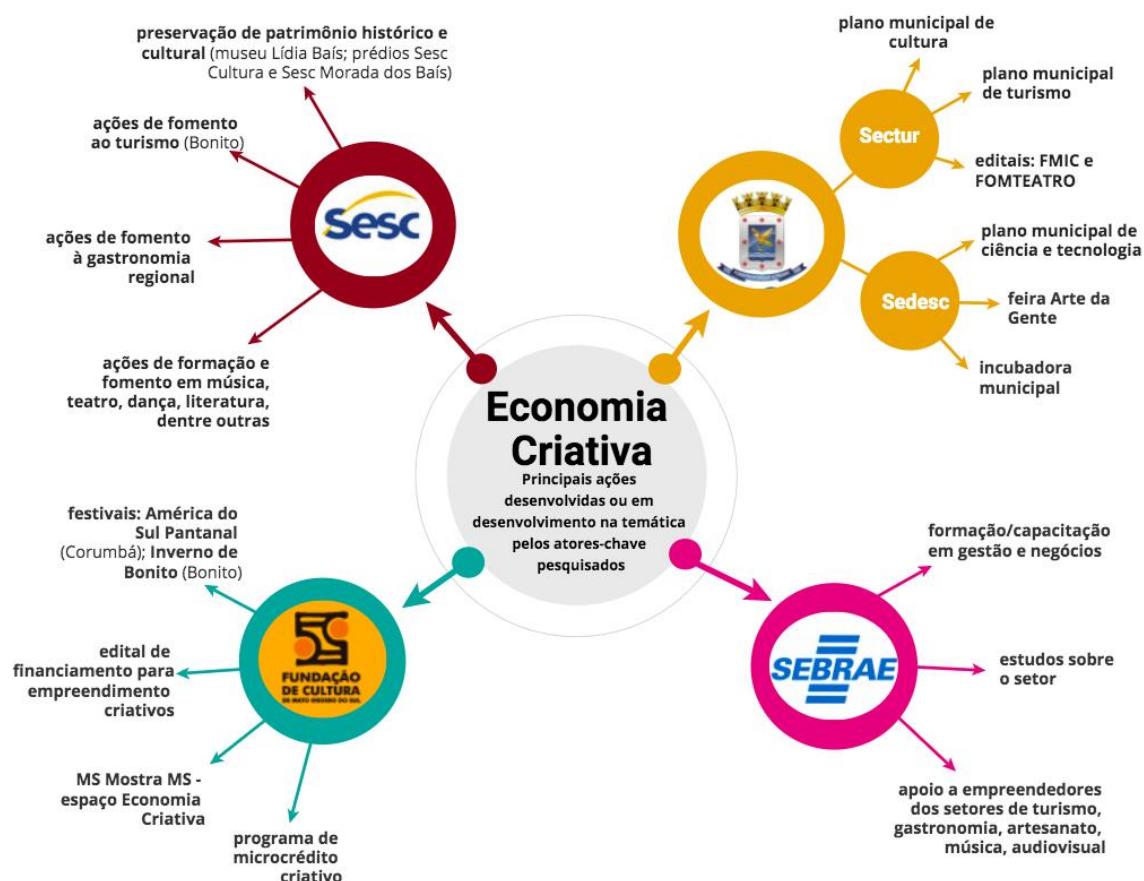 preservação de patrimônio histórico e
cultural (museu Lídia Baís; prédios Sesc
Cultura e Sesc Morada dos Baís)
ações de fomento
ao turismo (Bonito)
ações de fomento
à gastronomia
regional
ações de formação e
fomento em música,
teatro, dança, literatura,
dentre outras
Sesc
plano municipal de
cultura
plano municipal
de turismo
editais: FMIC e
FOMTEATRO
Sectur
plano municipal de
ciência e tecnologia
feira Arte da
Gente
incubadora
municipal
Sedesc
Economia
Criativa
Principais ações
desenvolvidas ou em
desenvolvimento na temática
pelos atores-chave
pesquisados
festivais: América do
Sul Pantanal
(Corumbá); Inverno de
Bonito (Bonito)
edital de
financiamento para
empreendimento
criativos
MS Mostra MS -
espaço Economia
Criativa
programa de
microcrédito
criativo
FUNDAÇÃO
DE CULTURA
DE MATO GROSSO DO SUL
formação/capacitação
em gestão e negócios
estudos sobre
o setor
apoio a empreendedores
dos setores de turismo,
gastronomia, artesanato,
música, audiovisual
SEBRAE